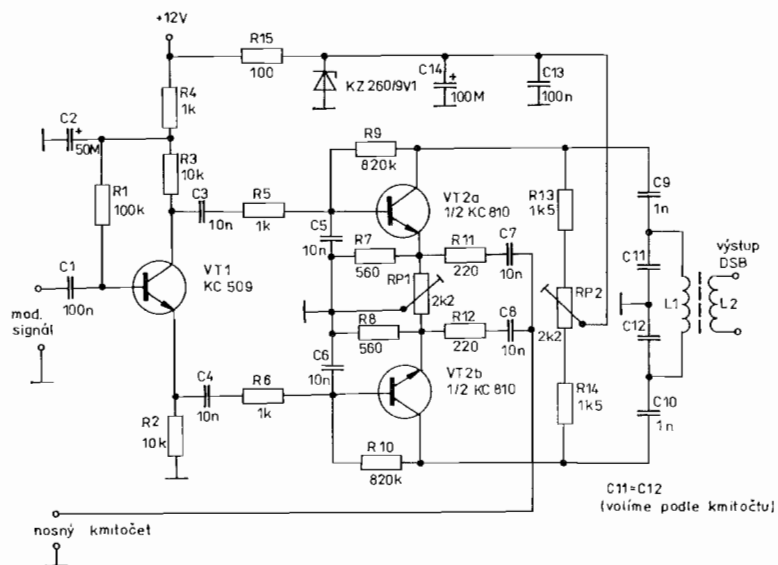 +12V
R15
100
KZ260/9V1
C14
+
100M
C13
100n
R4
1k
C2
+
50M
R3
10k
R1
100k
C3
10n
R5
1k
R9
820k
VT2a
1/2 KC 810
C5
10n
R7
560
R11
220
C7
10n
R13
1k5
C9
1n
C11
výstup
DSB
C1
100n
VT1
KC 509
mod.
signál
RP1
2k2
RP2
2k2
L1
L2
C12
R8
560
R12
220
C8
10n
C6
10n
C4
10n
R6
1k
VT2b
1/2 KC 810
R14
1k5
C10
1n
R2
10k
R10
820k
C11=C12
(volíme podle kmitočtu)
nosný kmitočet